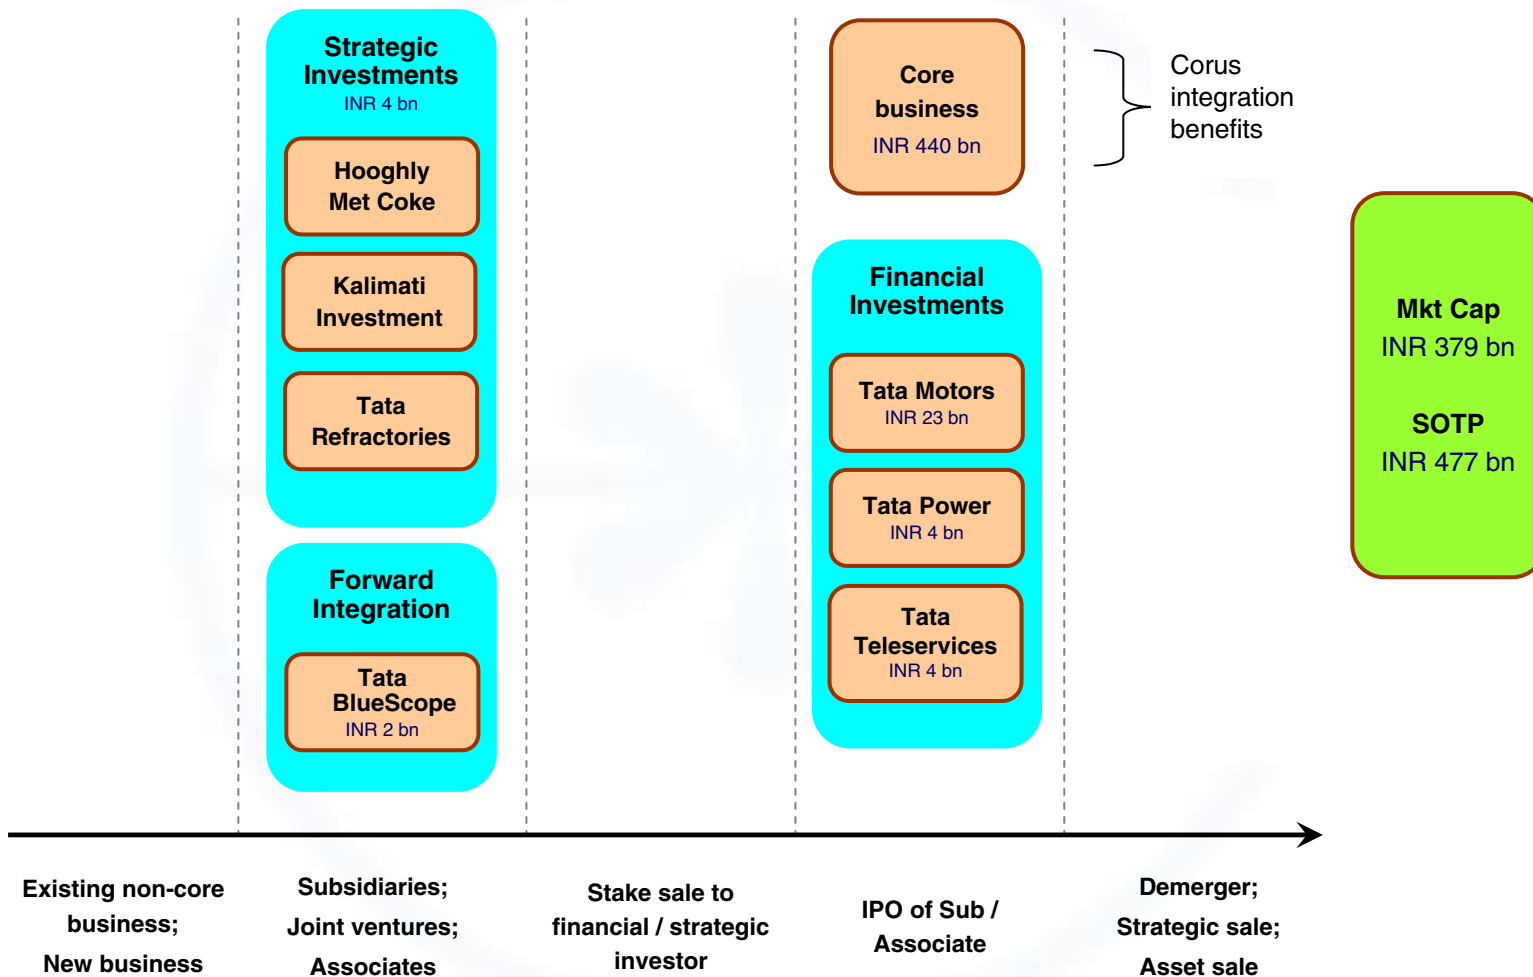 Strategic
Investments
INR 4 bn
Hooghly
Met Coke
Kalimati
Investment
Tata
Refractories
Forward
Integration
Tata
BlueScope
INR 2 bn
Core
business
INR 440 bn
Corus
integration
benefits
Financial
Investments
Tata Motors
INR 23 bn
Tata Power
INR 4 bn
Tata
Teleservices
INR 4 bn
Mkt Cap
INR 379 bn
SOTP
INR 477 bn
Existing non-core
business;
New business
Subsidiaries;
Joint ventures;
Associates
Stake sale to
financial / strategic
investor
IPO of Sub /
Associate
Demerger;
Strategic sale;
Asset sale